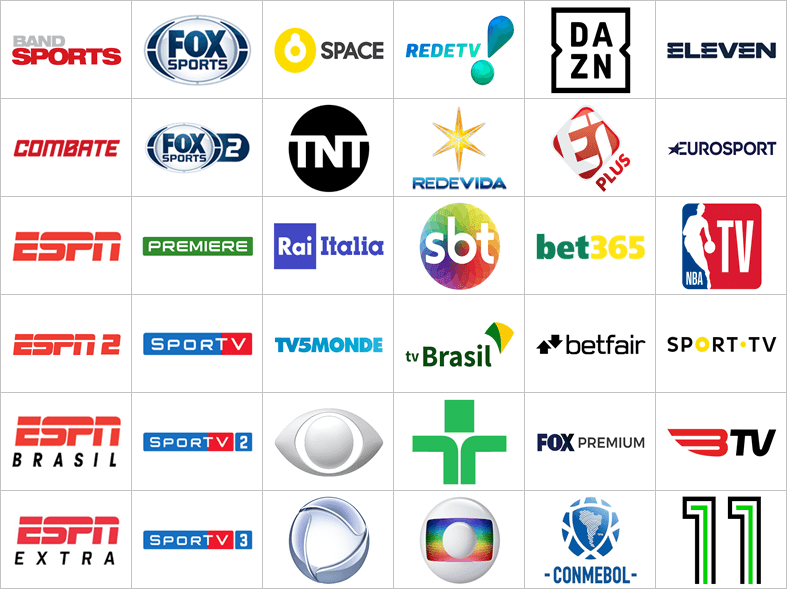 BAND
SPORTS
FOX
SPORTS
SPACE
REDETV
DA
ZN
ELEVEN
COMBATE
FOX
SPORTS 2
TNT
REDEVIDA
EI
PLUS
EUROSPORT
ESPN
PREMIERE
Rai Italia
sbt
bet365
NBA TV
ESPN 2
SPORTV
TV5MONDE
tv Brasil
betfair
SPORT•TV
ESPN
BRASIL
SPORTV 2
FOX PREMIUM
BTV
ESPN
EXTRA
SPORTV 3
-CONMEBOL-
11